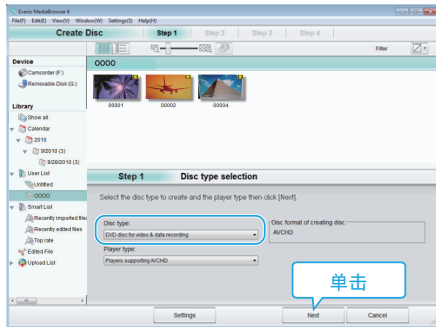 Everio MediaBrowser 4
File(F) Edit(E) View(V) Window(W) Settings(S) Help(H)
Create Disc Step 1 Step 2 Step 3 Step 4
Filter
Device
Camcorder (F:)
Removable Disk (G:)
Library
Show all
Calendar
2010
9/2010 (3)
9/28/2010 (3)
User List
Untitled
OOOO
Smart List
Recently imported files
Recently edited files
Top rate
Edited File
Upload List
OOOO
00001 00002 00004
Step 1 Disc type selection
Select the disc type to create and the player type then click [Next].
Disc type:
DVD disc for video & data recording
Player type:
Players supporting AVCHD
Disc format of creating disc.
AVCHD
单击
Settings Next Cancel